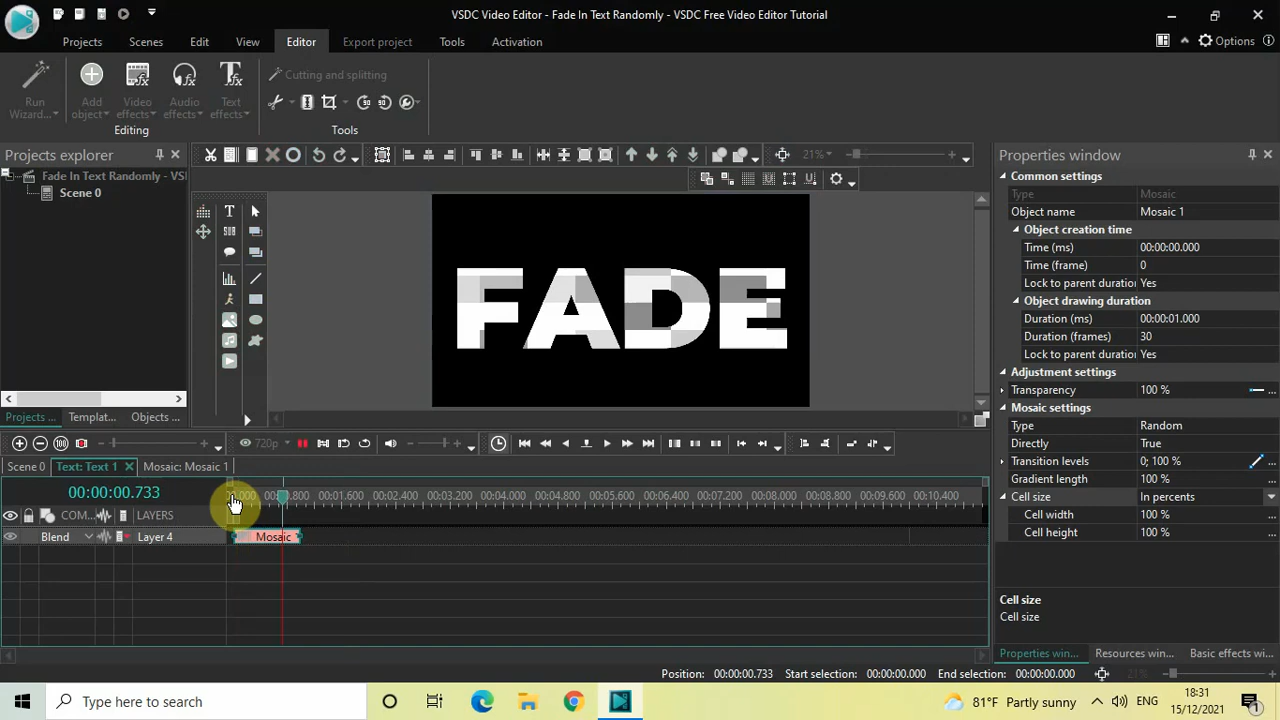 VSDC Video Editor - Fade In Text Randomly - VSDC Free Video Editor Tutorial
Projects Scenes Edit View Editor Export project Tools Activation
Options
Run Wizard...
Add object
Video effects
Audio effects
Text effects
Cutting and splitting
Editing
Tools
Projects explorer
Fade In Text Randomly - VSI
Scene 0
Projects ...
Templat...
Objects ...
21%
T
FADE
Properties window
Common settings
Type Mosaic
Object name Mosaic 1
Object creation time
Time (ms) 00:00:00.000
Time (frame) 0
Lock to parent duration Yes
Object drawing duration
Duration (ms) 00:00:01.000
Duration (frames) 30
Lock to parent duration Yes
Adjustment settings
Transparency 100 % ...
Mosaic settings
Type Random
Directly True
Transition levels 0; 100 % ...
Gradient length 100 %
Cell size In percents
Cell width 100 % ...
Cell height 100 % ...
Cell size
Cell size
Properties win...
Resources win...
Basic effects wi...
720p
Scene 0 Text: Text 1 Mosaic: Mosaic 1
00:00:00.733
00:01.600 00:02.400 00:03.200 00:04.000 00:04.800 00:05.600 00:06.400 00:07.200 00:08.000 00:08.800 00:09.600 00:10.400
COM... LAYERS
Blend Layer 4 Mosaic
Position: 00:00:00.733 Start selection: 00:00:00.000 End selection: 00:00:00.000 21%
Type here to search
81°F Partly sunny
ENG
18:31
15/12/2021